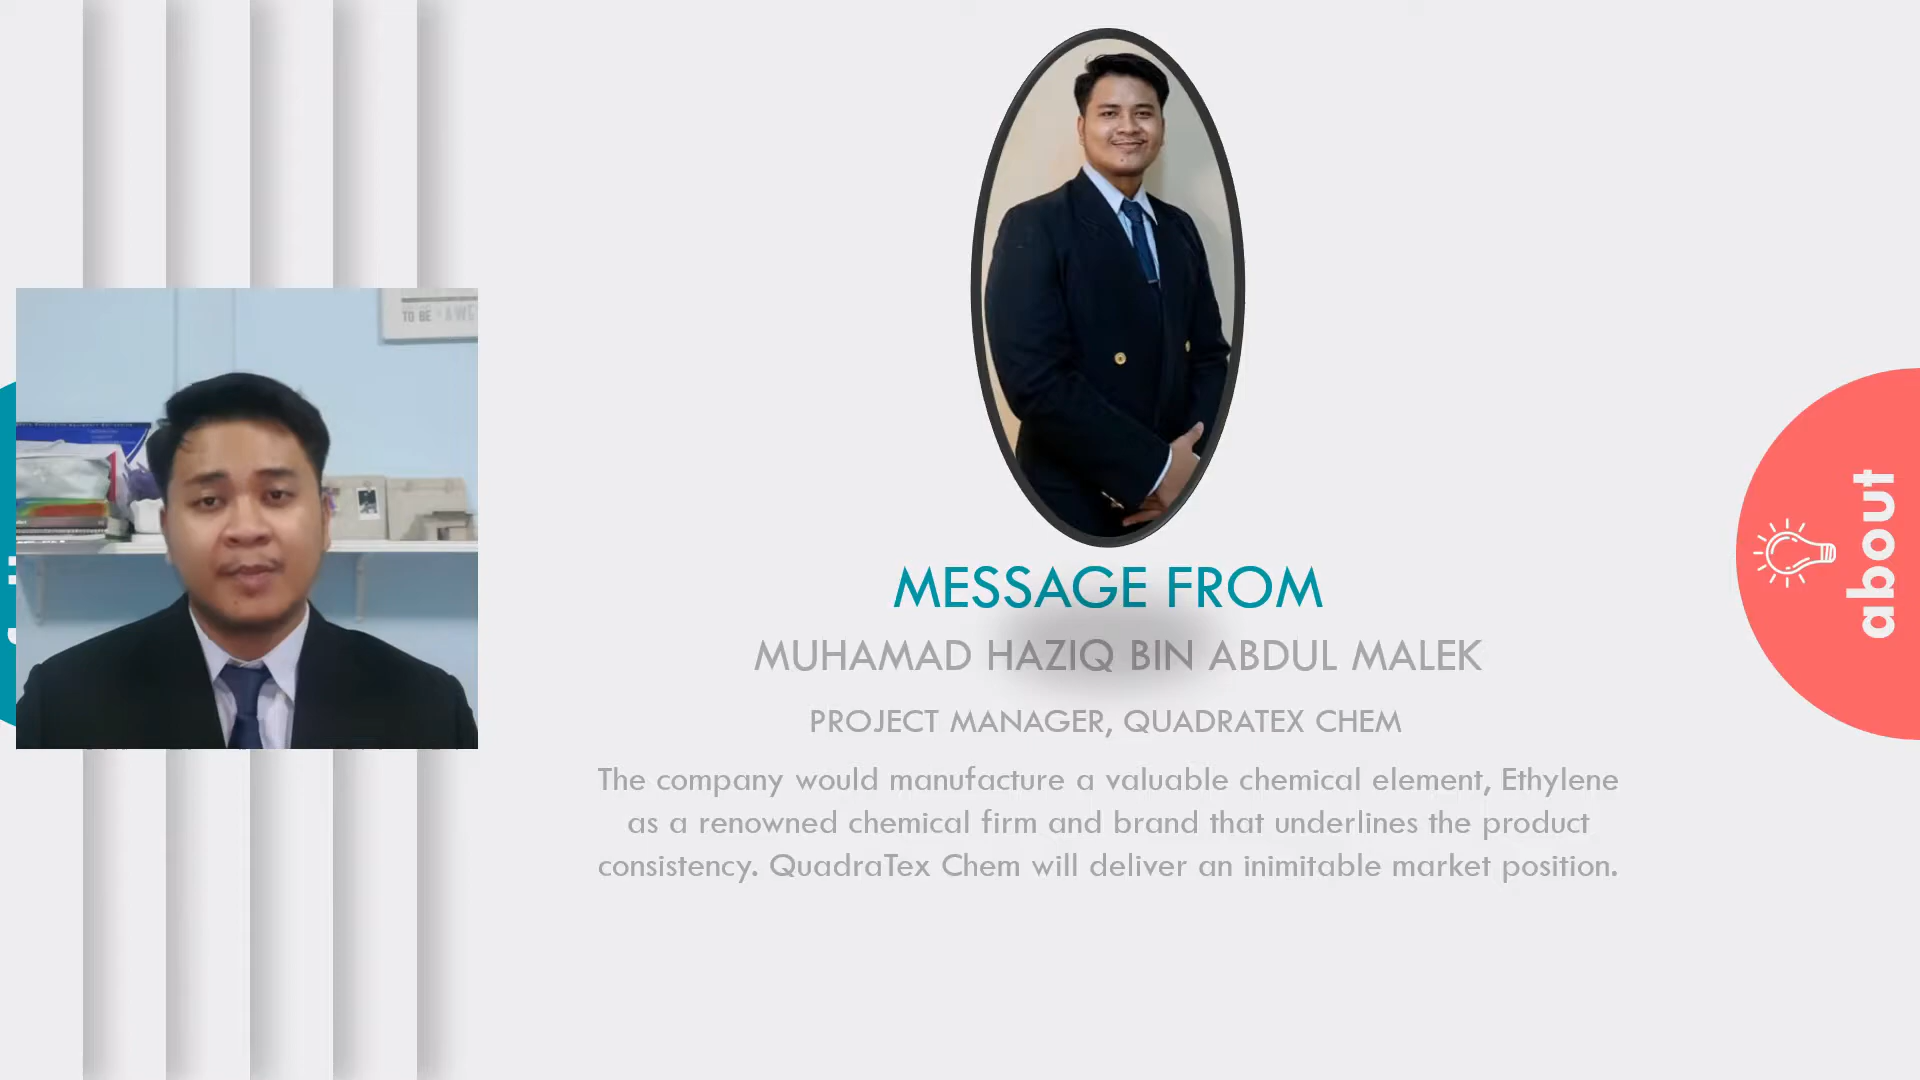 TO BE
MESSAGE FROM
MUHAMAD HAZIQ BIN ABDUL MALEK
PROJECT MANAGER, QUADRATEX CHEM
The company would manufacture a valuable chemical element, Ethylene
as a renowned chemical firm and brand that underlines the product
consistency. QuadraTex Chem will deliver an inimitable market position.
about